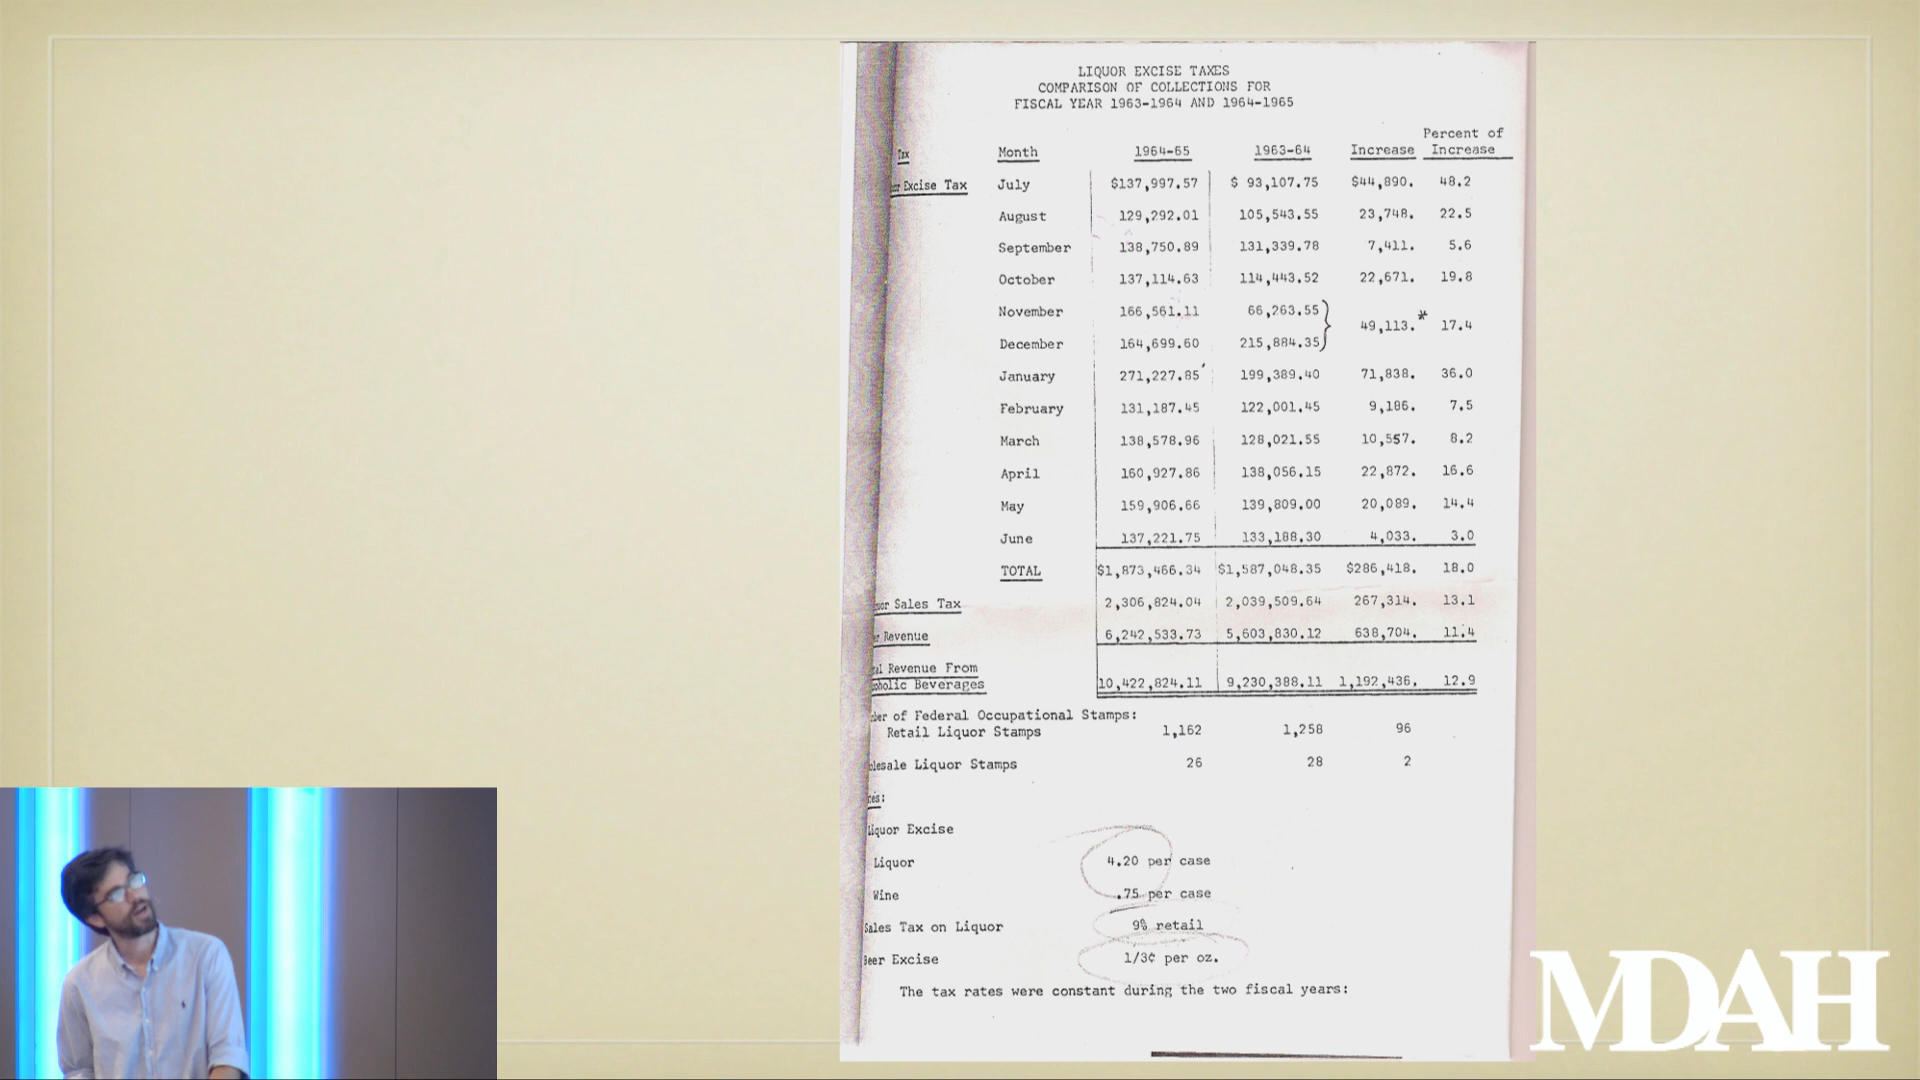 LIQUOR EXCISE TAXES
COMPARISON OF COLLECTIONS FOR
FISCAL YEAR 1963-1964 AND 1964-1965
Tax Month 1964-65 1963-64 Increase Percent of Increase
Excise Tax July $137,997.57 $ 93,107.75 $44,890. 48.2
August 129,292.01 105,543.55 23,748. 22.5
September 138,750.89 131,339.78 7,411. 5.6
October 137,114.63 114,443.52 22,671. 19.8
November 166,561.11 66,263.55
49,113.* 17.4
December 164,699.60 215,884.35
January 271,227.85 199,389.40 71,838. 36.0
February 131,187.45 122,001.45 9,186. 7.5
March 138,578.96 128,021.55 10,557. 8.2
April 160,927.86 138,056.15 22,872. 16.6
May 159,906.66 139,809.00 20,089. 14.4
June 137,221.75 133,188.30 4,033. 3.0
TOTAL $1,873,466.34 $1,587,048.35 $286,418. 18.0
Sales Tax 2,306,824.04 2,039,509.64 267,314. 13.1
Revenue 6,242,533.73 5,603,830.12 638,704. 11.4
Revenue From
Beverages 10,422,824.11 9,230,388.11 1,192,436. 12.9
of Federal Occupational Stamps:
Retail Liquor Stamps 1,162 1,258 96
Liquor Stamps 26 28 2
Liquor Excise
Liquor 4.20 per case
Wine .75 per case
Sales Tax on Liquor 9% retail
Beer Excise 1/3¢ per oz.
The tax rates were constant during the two fiscal years:
MDAH